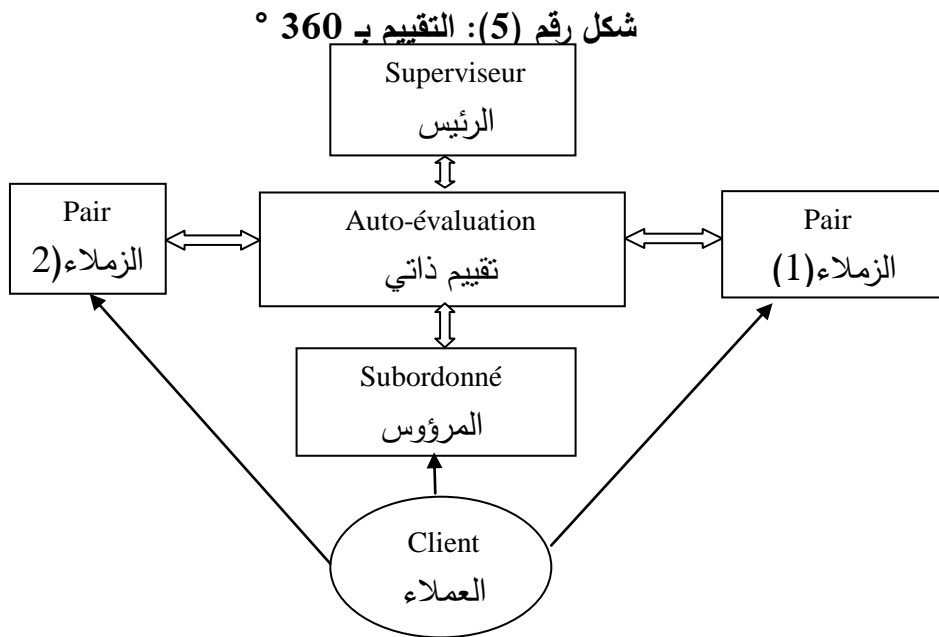 شكل رقم (5): التقييم بـ 360 °
Superviseur
الرئيس
Pair
الزملاء(2
Auto-évaluation
تقييم ذاتي
Pair
الزملاء(1)
Subordonné
المرؤوس
Client
العملاء